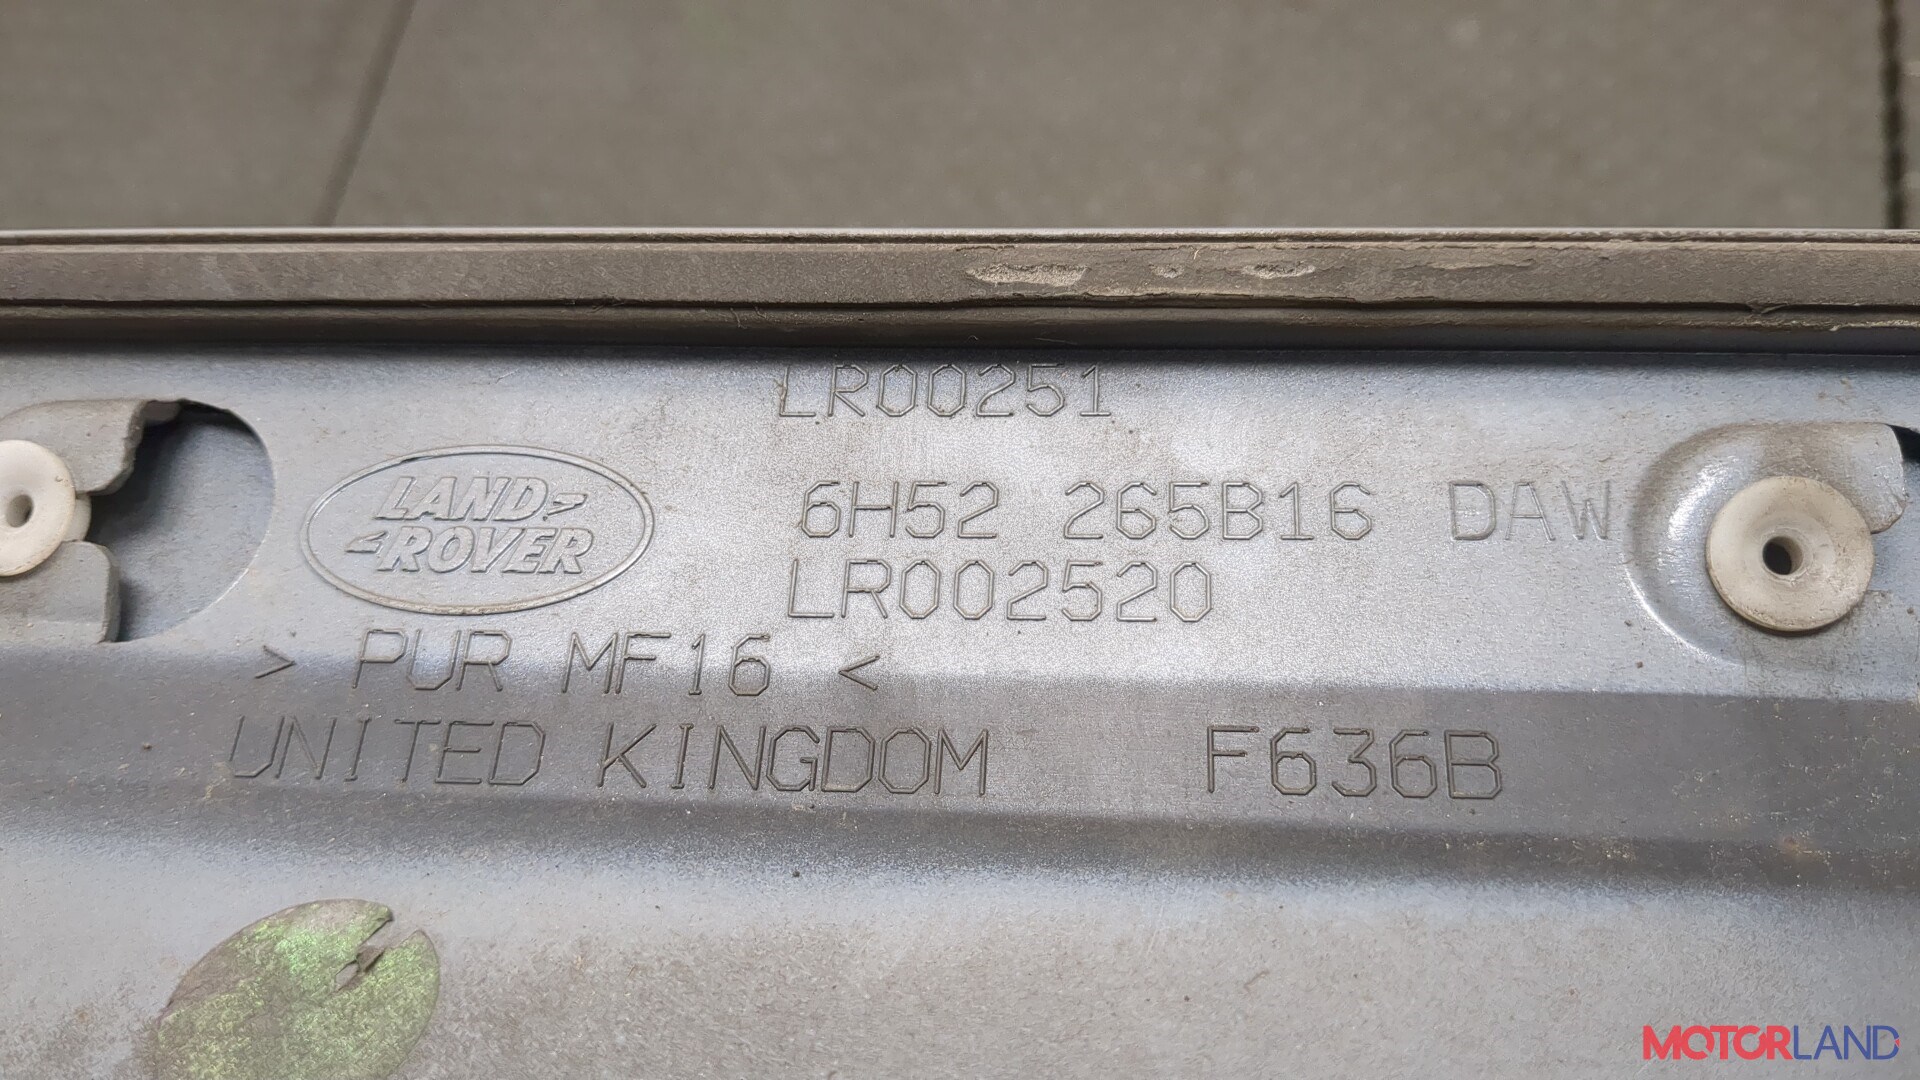 LR00251
LAND
ROVER
6H52 265B16 DAW
LR002520
> PUR MF16 <
UNITED KINGDOM F636B
MOTORLAND